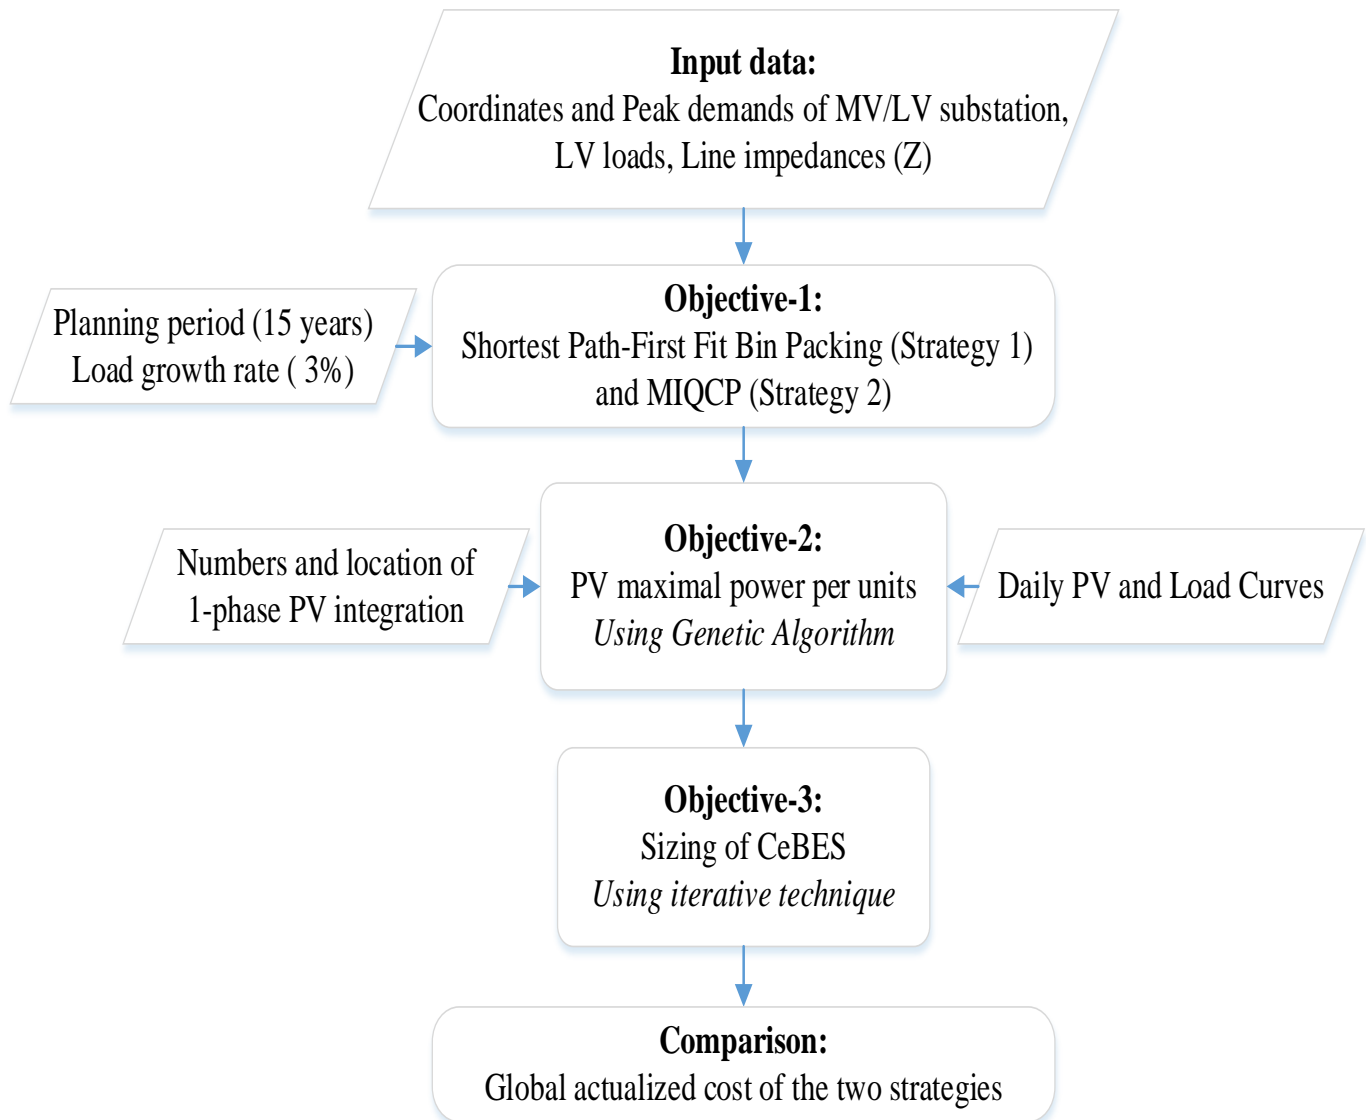 Input data:
Coordinates and Peak demands of MV/LV substation,
LV loads, Line impedances (Z)
Planning period (15 years)
Load growth rate ( 3%)
Objective-1:
Shortest Path-First Fit Bin Packing (Strategy 1)
and MIQCP (Strategy 2)
Numbers and location of
1-phase PV integration
Objective-2:
PV maximal power per units
Using Genetic Algorithm
Daily PV and Load Curves
Objective-3:
Sizing of CeBES
Using iterative technique
Comparison:
Global actualized cost of the two strategies